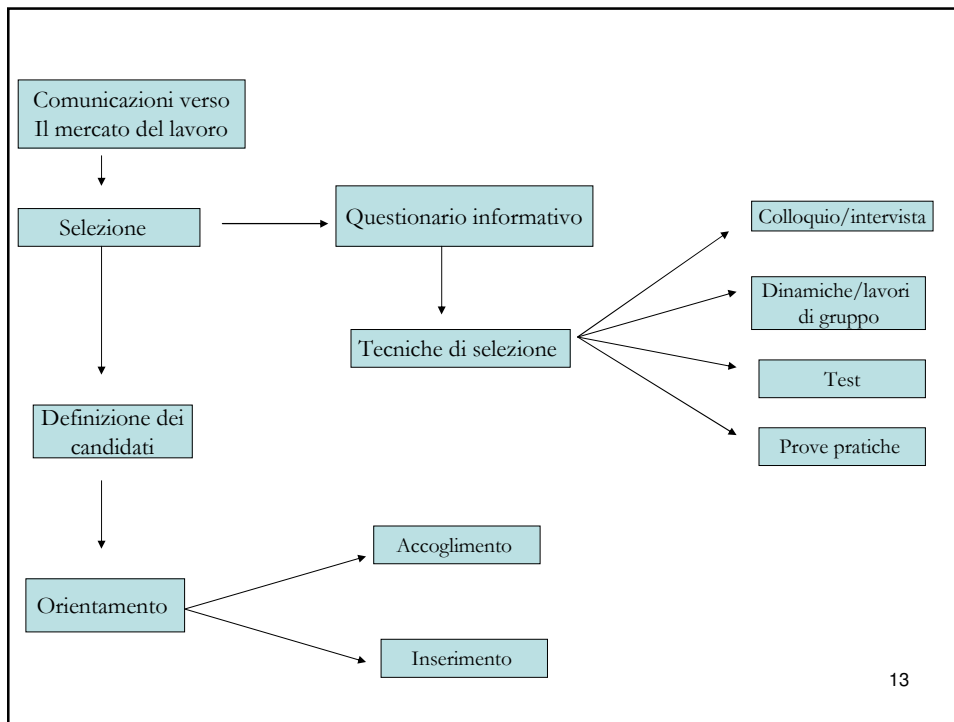 Comunicazioni verso
Il mercato del lavoro
Selezione
Questionario informativo
Colloquio/intervista
Dinamiche/lavori
di gruppo
Tecniche di selezione
Test
Definizione dei
candidati
Prove pratiche
Accoglimento
Orientamento
Inserimento
13